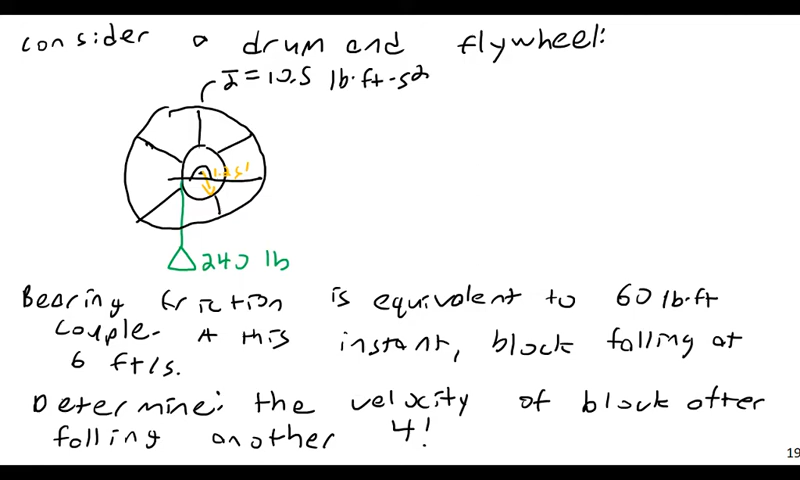 consider a drum and flywheel:
I = 10.5 lb·ft·s²
1.25'
240 lb
Bearing friction is equivalent to 60 lb·ft
couple. At this instant, block falling at
6 ft/s.
Determine: the velocity of block after
falling another 4'
19